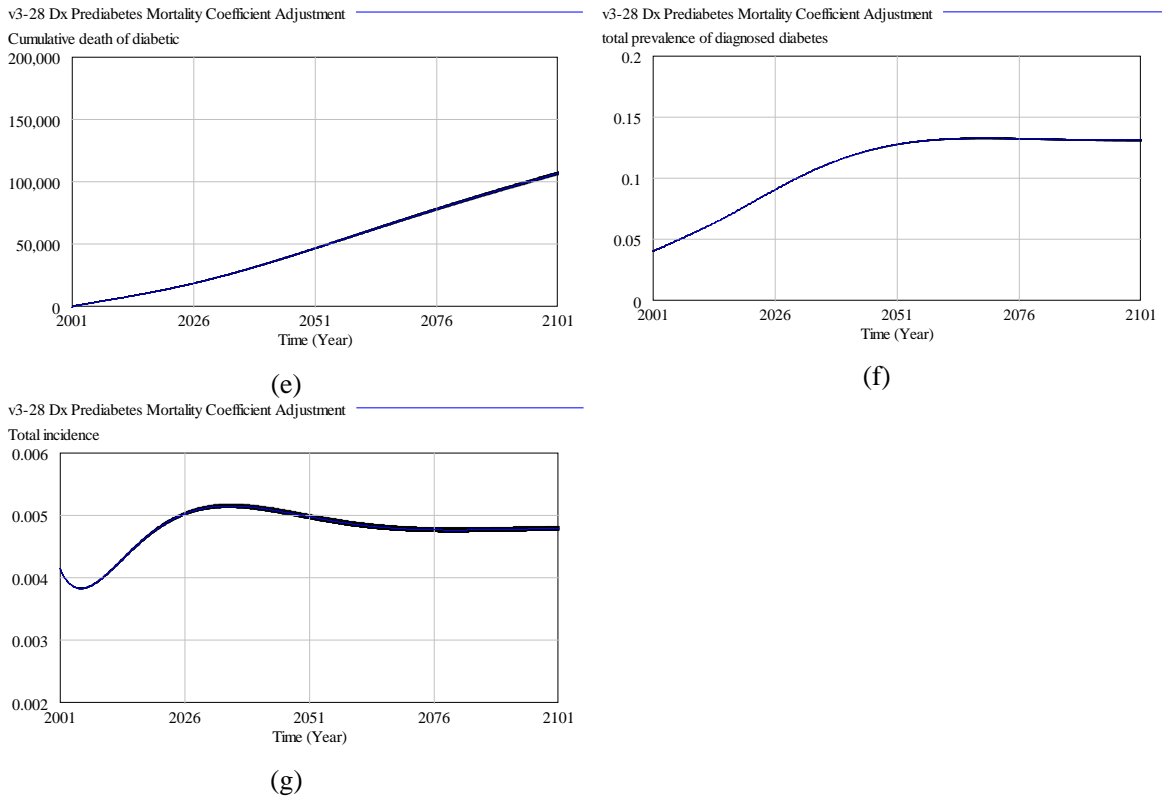 v3-28 Dx Prediabetes Mortality Coefficient Adjustment
Cumulative death of diabetic
200,000
150,000
100,000
50,000
0
2001 2026 2051 2076 2101
Time (Year)
(e)
v3-28 Dx Prediabetes Mortality Coefficient Adjustment
total prevalence of diagnosed diabetes
0.2
0.15
0.1
0.05
0
2001 2026 2051 2076 2101
Time (Year)
(f)
v3-28 Dx Prediabetes Mortality Coefficient Adjustment
Total incidence
0.006
0.005
0.004
0.003
0.002
2001 2026 2051 2076 2101
Time (Year)
(g)